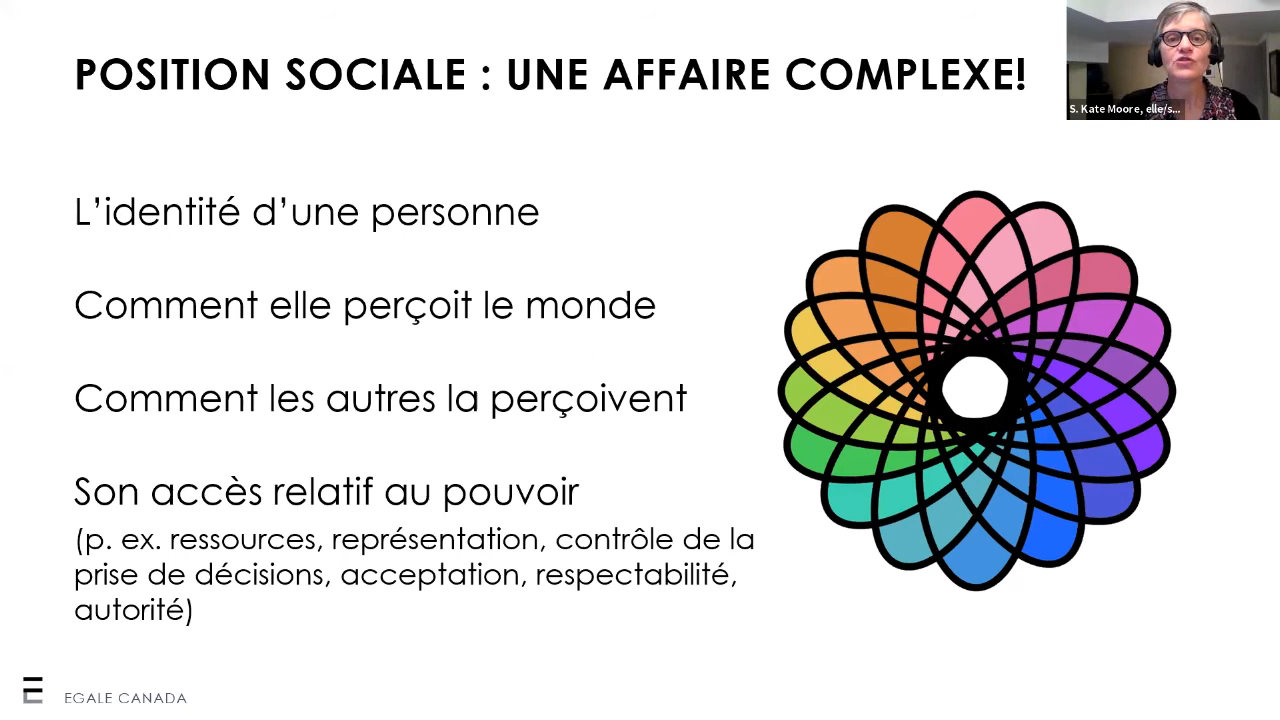 POSITION SOCIALE : UNE AFFAIRE COMPLEXE!
S. Kate Moore, elle/s...
L’identité d’une personne
Comment elle perçoit le monde
Comment les autres la perçoivent
Son accès relatif au pouvoir
(p. ex. ressources, représentation, contrôle de la
prise de décisions, acceptation, respectabilité,
autorité)
EGALE CANADA